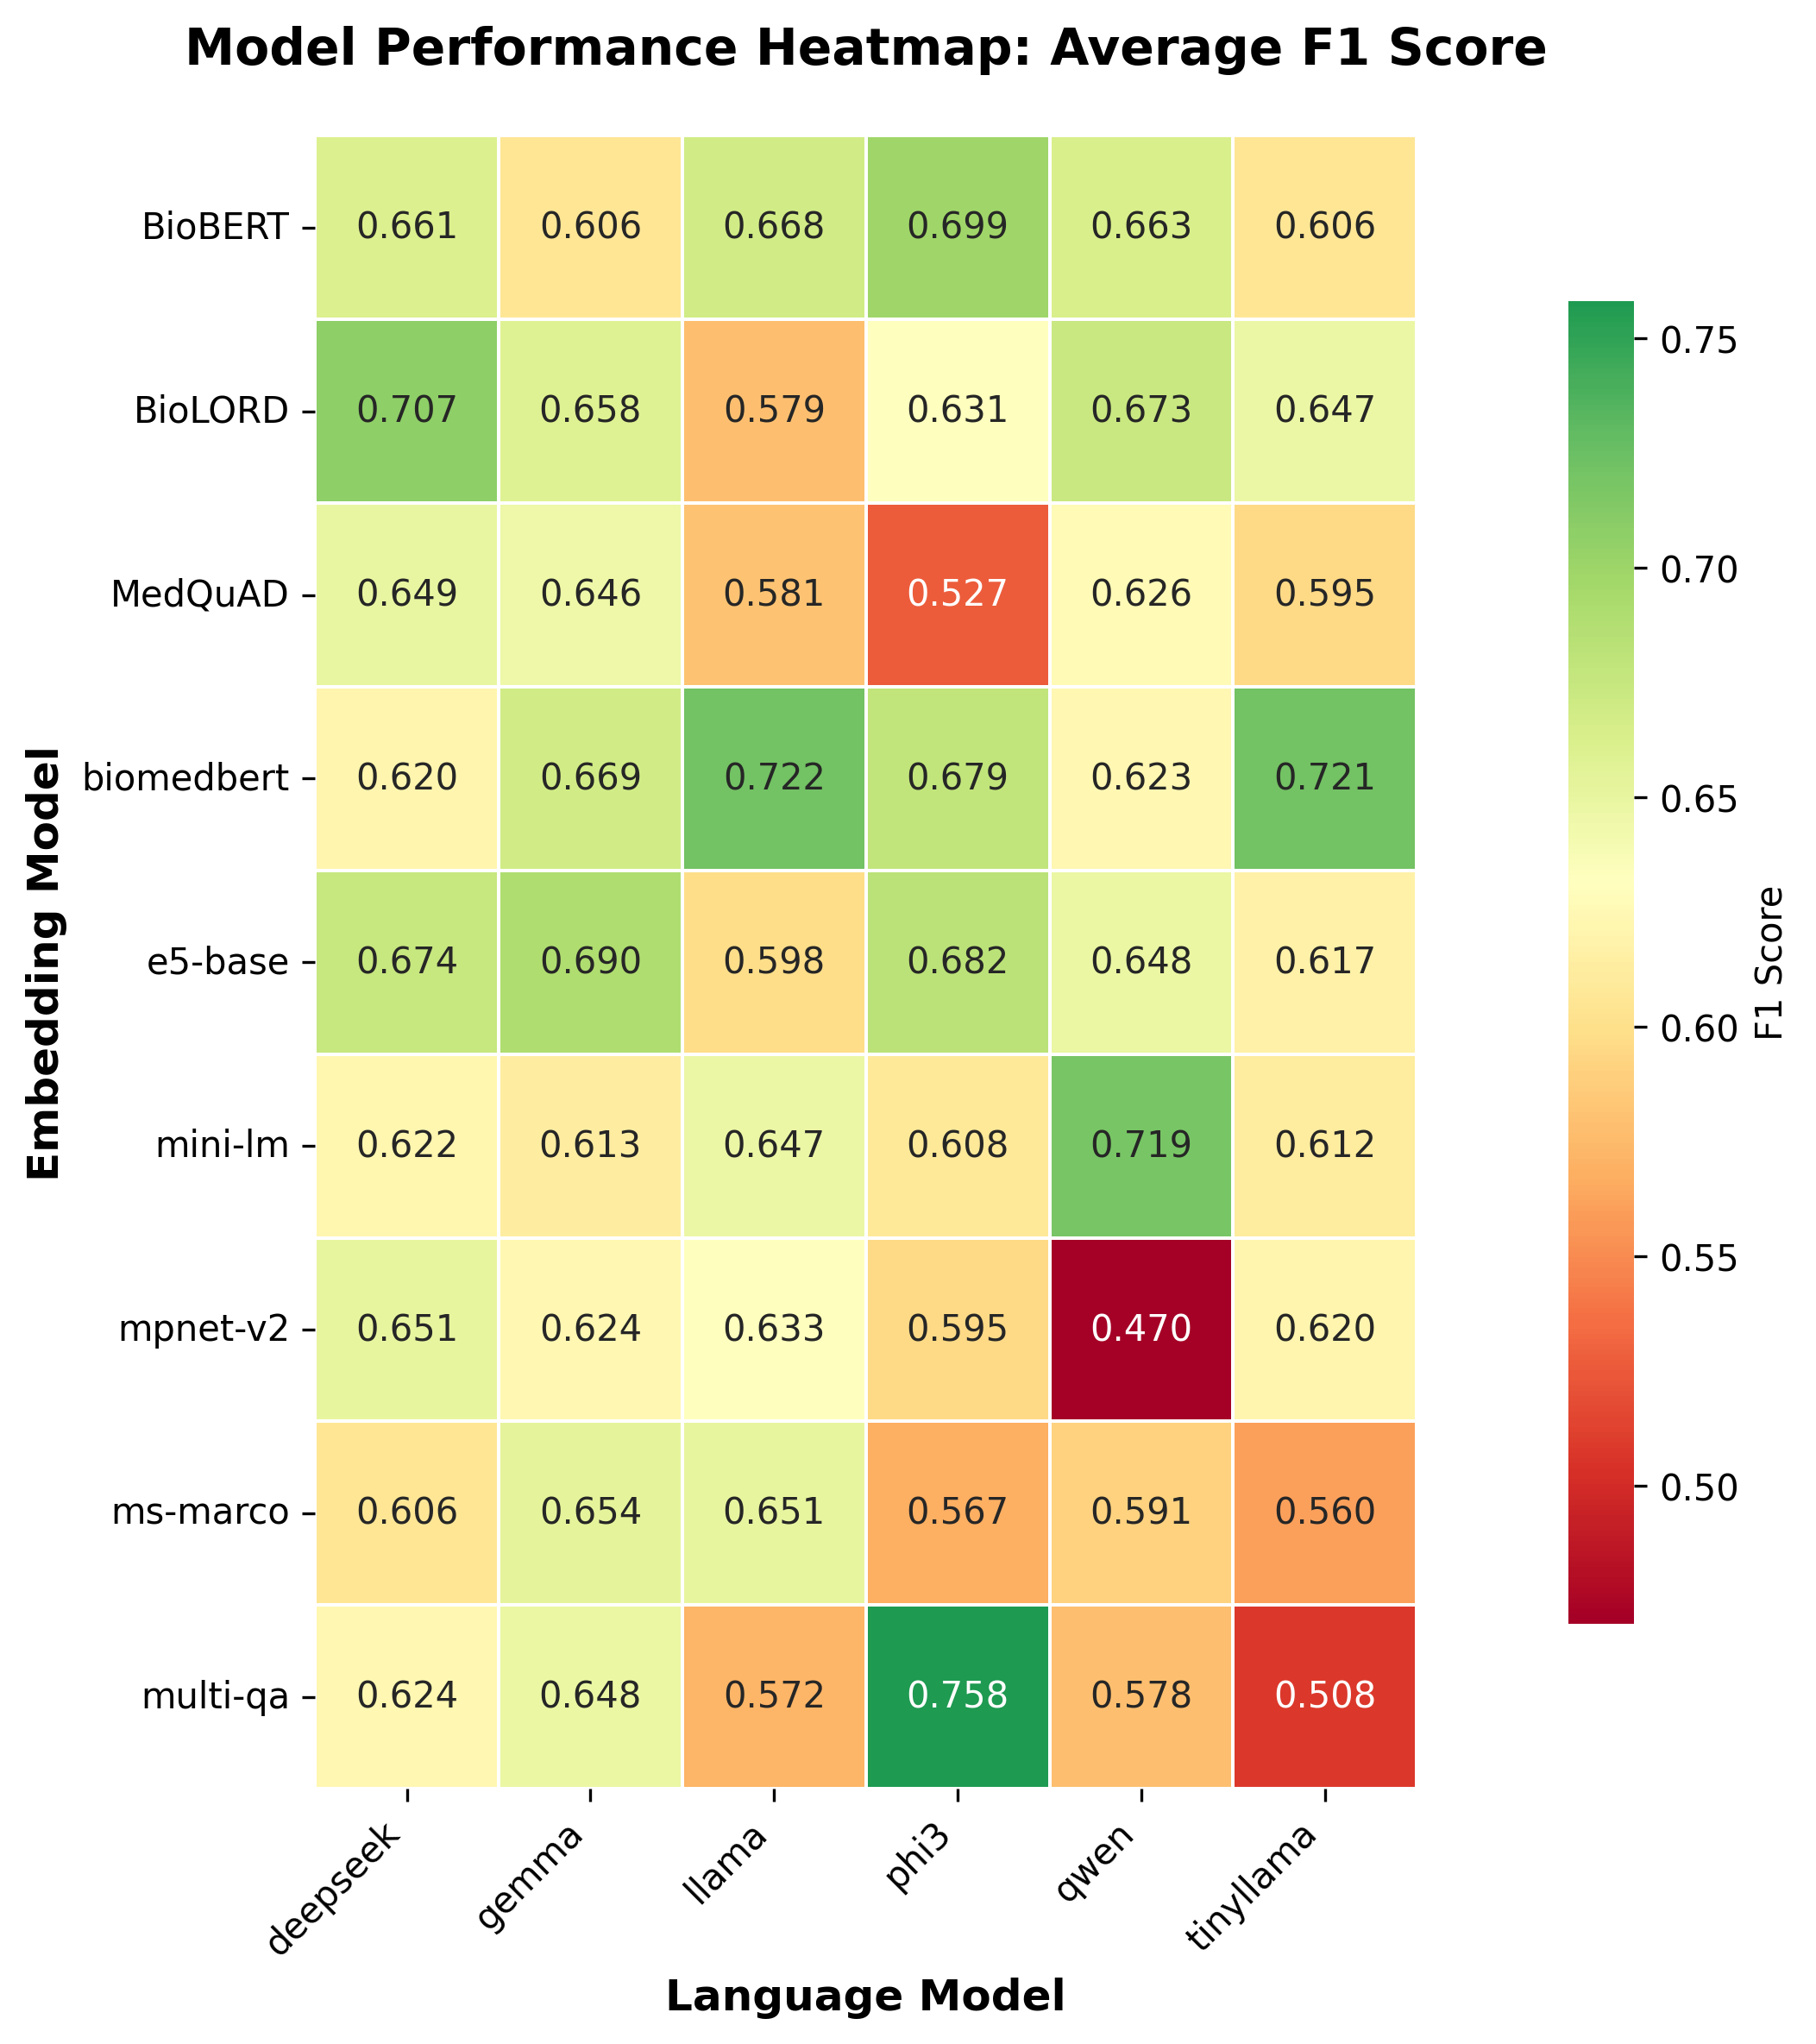 Model Performance Heatmap: Average F1 Score
Embedding Model
BioBERT 0.661 0.606 0.668 0.699 0.663 0.606
BioLORD 0.707 0.658 0.579 0.631 0.673 0.647
MedQuAD 0.649 0.646 0.581 0.527 0.626 0.595
biomedbert 0.620 0.669 0.722 0.679 0.623 0.721
e5-base 0.674 0.690 0.598 0.682 0.648 0.617
mini-lm 0.622 0.613 0.647 0.608 0.719 0.612
mpnet-v2 0.651 0.624 0.633 0.595 0.470 0.620
ms-marco 0.606 0.654 0.651 0.567 0.591 0.560
multi-qa 0.624 0.648 0.572 0.758 0.578 0.508
deepseek gemma llama phi3 qwen tinyllama
Language Model
0.75
0.70
0.65
0.60
0.55
0.50
F1 Score